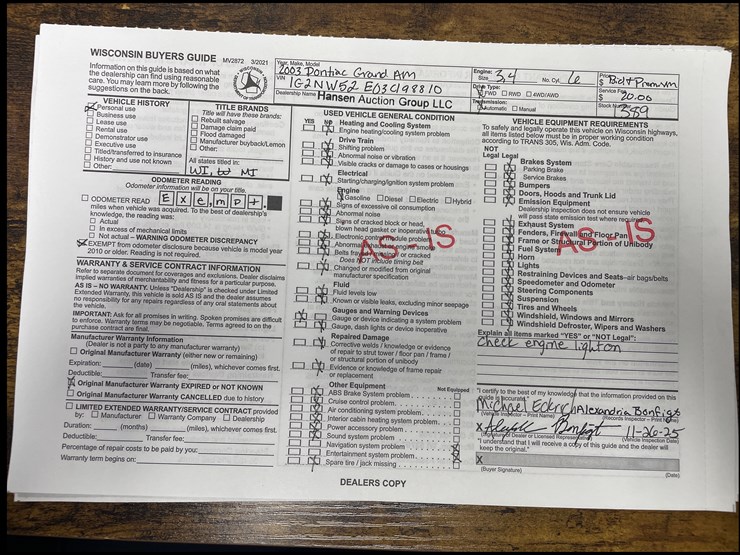 WISCONSIN BUYERS GUIDE MV2872 3/2021
Information on this guide is based on what
the dealership can find using reasonable
care. You may learn more by following the
suggestions on the back.
WISCONSIN
Year, Make, Model
2003 Pontiac Grand AM
VIN
1G2NW52E63C198810
Dealership Name Hansen Auction Group LLC
Engine:
Size 3.4 No. Cyl. 6
Drive Type:
FWD RWD 4WD/AWD
Transmission:
Automatic Manual
$ Bid+Premium
Service Fee
$ 20.00
Stock Number
389
VEHICLE HISTORY
Personal use
Business use
Lease use
Rental use
Demonstrator use
Executive use
Titled/transferred to insurance
History and use not known
Other:
TITLE BRANDS
Title will have these brands:
Rebuilt salvage
Damage claim paid
Flood damaged
Manufacturer buyback/Lemon
Other:
All states titled in:
WI, to MI
ODOMETER READING
Odometer information will be on your title.
ODOMETER READ Exempt
miles when vehicle was acquired. To the best of dealership's
knowledge, the reading was:
Actual
In excess of mechanical limits
Not actual – WARNING ODOMETER DISCREPANCY
EXEMPT from odometer disclosure because vehicle is model year
2010 or older. Reading is not required.
WARRANTY & SERVICE CONTRACT INFORMATION
Refer to separate document for coverages and exclusions. Dealer disclaims
implied warranties of merchantability and fitness for a particular purpose.
AS IS – NO WARRANTY. Unless "Dealership" is checked under Limited
Extended Warranty, this vehicle is sold AS IS and the dealer assumes
no responsibility for any repairs regardless of any oral statements about
the vehicle.
IMPORTANT: Ask for all promises in writing. Spoken promises are difficult
to enforce. Warranty terms may be negotiable. Terms agreed to on the
purchase contract are final.
Manufacturer Warranty Information
(Dealer is not a party to any manufacturer warranty)
Original Manufacturer Warranty (either new or remaining)
Expiration: (date) (miles), whichever comes first.
Deductible: Transfer fee:
Original Manufacturer Warranty EXPIRED or NOT KNOWN
Original Manufacturer Warranty CANCELLED due to history
LIMITED EXTENDED WARRANTY/SERVICE CONTRACT provided
by: Manufacturer Warranty Company Dealership
Duration: (months) (miles), whichever comes first.
Deductible: Transfer fee:
Percentage of repair costs to be paid by you:
Warranty term begins on:
USED VEHICLE GENERAL CONDITION
YES NO
Heating and Cooling System
Engine heating/cooling system problem
Drive Train
Shifting problem
Abnormal noise or vibration
Visible cracks or damage to cases or housings
Electrical
Starting/charging/ignition system problem
Engine
Gasoline Diesel Electric Hybrid
Signs of excessive oil consumption
Abnormal noise
Signs of cracked block or head,
blown head gasket or inoperative
Electronic controls
Belts
Does NOT include timing belt
Changed or modified from original
manufacturer specification
Fluid
Fluid levels low
Known or visible leaks, excluding minor seepage
Gauges and Warning Devices
Gauge or device indicating a system problem
Gauge, dash lights or device inoperative
Repaired Damage
Corrective welds / knowledge or evidence
of repair to strut tower / floor pan / frame /
or structural portion of unibody
Evidence or knowledge of frame repair
or replacement
Other Equipment Not Equipped
ABS Brake System problem
Cruise control problem
Air conditioning system problem
Interior cabin heating system problem
Power accessory problem
Sound system problem
Navigation system problem
Entertainment system problem
Spare tire / jack missing
AS - IS
VEHICLE EQUIPMENT REQUIREMENTS
To safely and legally operate this vehicle on Wisconsin highways,
all items listed below must be in proper working condition
according to TRANS 305, Wis. Adm. Code.
NOT
Legal Legal
Brakes System
Parking Brake
Service Brakes
Bumpers
Doors, Hoods and Trunk Lid
Emission Equipment
Dealership inspection does not ensure vehicle
will pass state emission test where required
Exhaust System
Fenders, Firewall and Floor Pan
Frame or Structural Portion of Unibody
Fuel System
Horn
Lights
Restraining Devices and Seats–air bags/belts
Speedometer and Odometer
Steering Components
Suspension
Tires and Wheels
Windshield, Windows and Mirrors
Windshield Defroster, Wipers and Washers
AS - IS
Explain all items marked "YES" or "NOT Legal":
Check engine light on
"I certify to the best of my knowledge that the information provided on this
guide is accurate."
Michael Alexandria Bonfigt
(Vehicle Inspector – Print Name) (Records Inspector – Print Name)
X 11-26-25
(Signature of Dealer or Licensed Representative) (Vehicle Inspection Date)
"I understand that I will receive a copy of this guide and the dealer will
keep the original."
X
(Buyer Signature) (Date)
DEALERS COPY